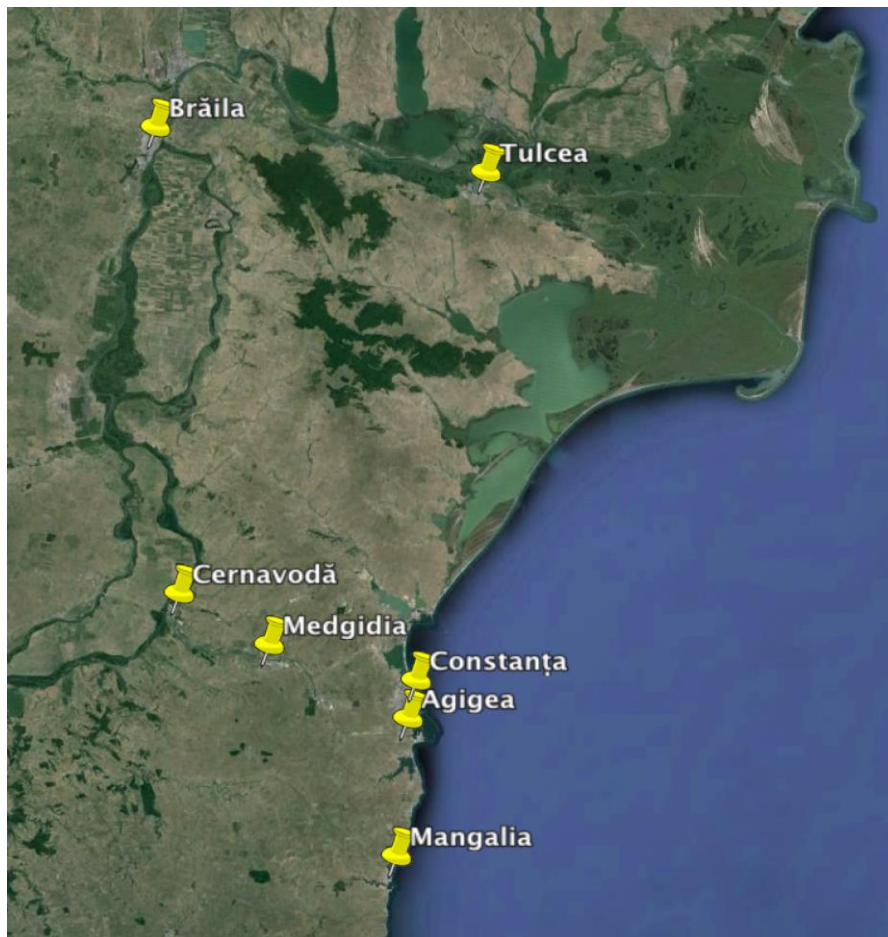 Brăila
Tulcea
Cernavodă
Medgidia
Constanța
Agigea
Mangalia